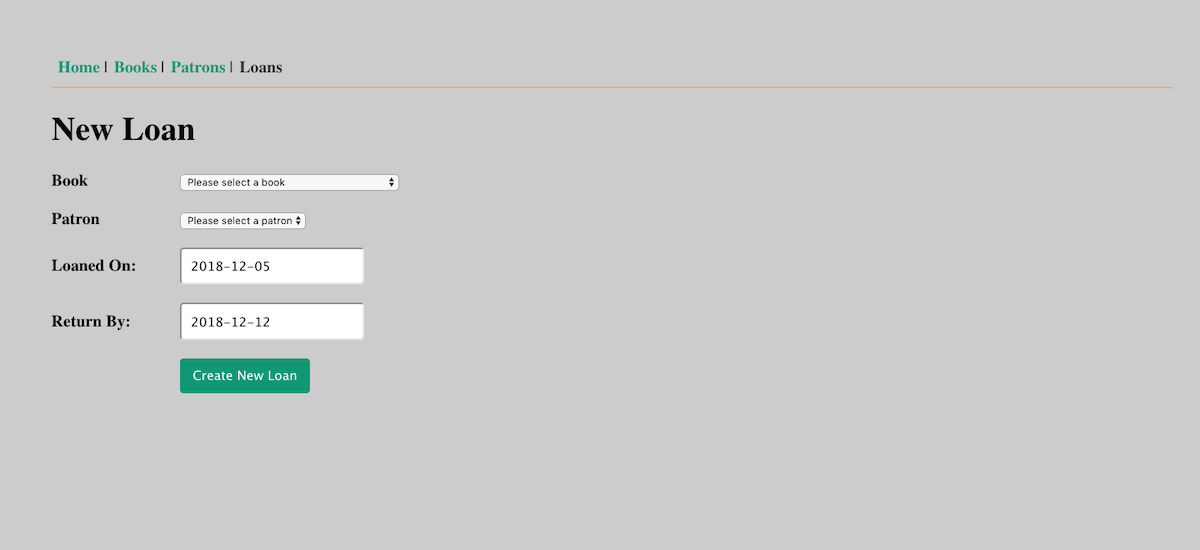 Home | Books | Patrons | Loans
New Loan
Book Please select a book
Patron Please select a patron
Loaned On: 2018-12-05
Return By: 2018-12-12
Create New Loan